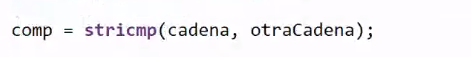 comp = stricmp(cadena, otraCadena);